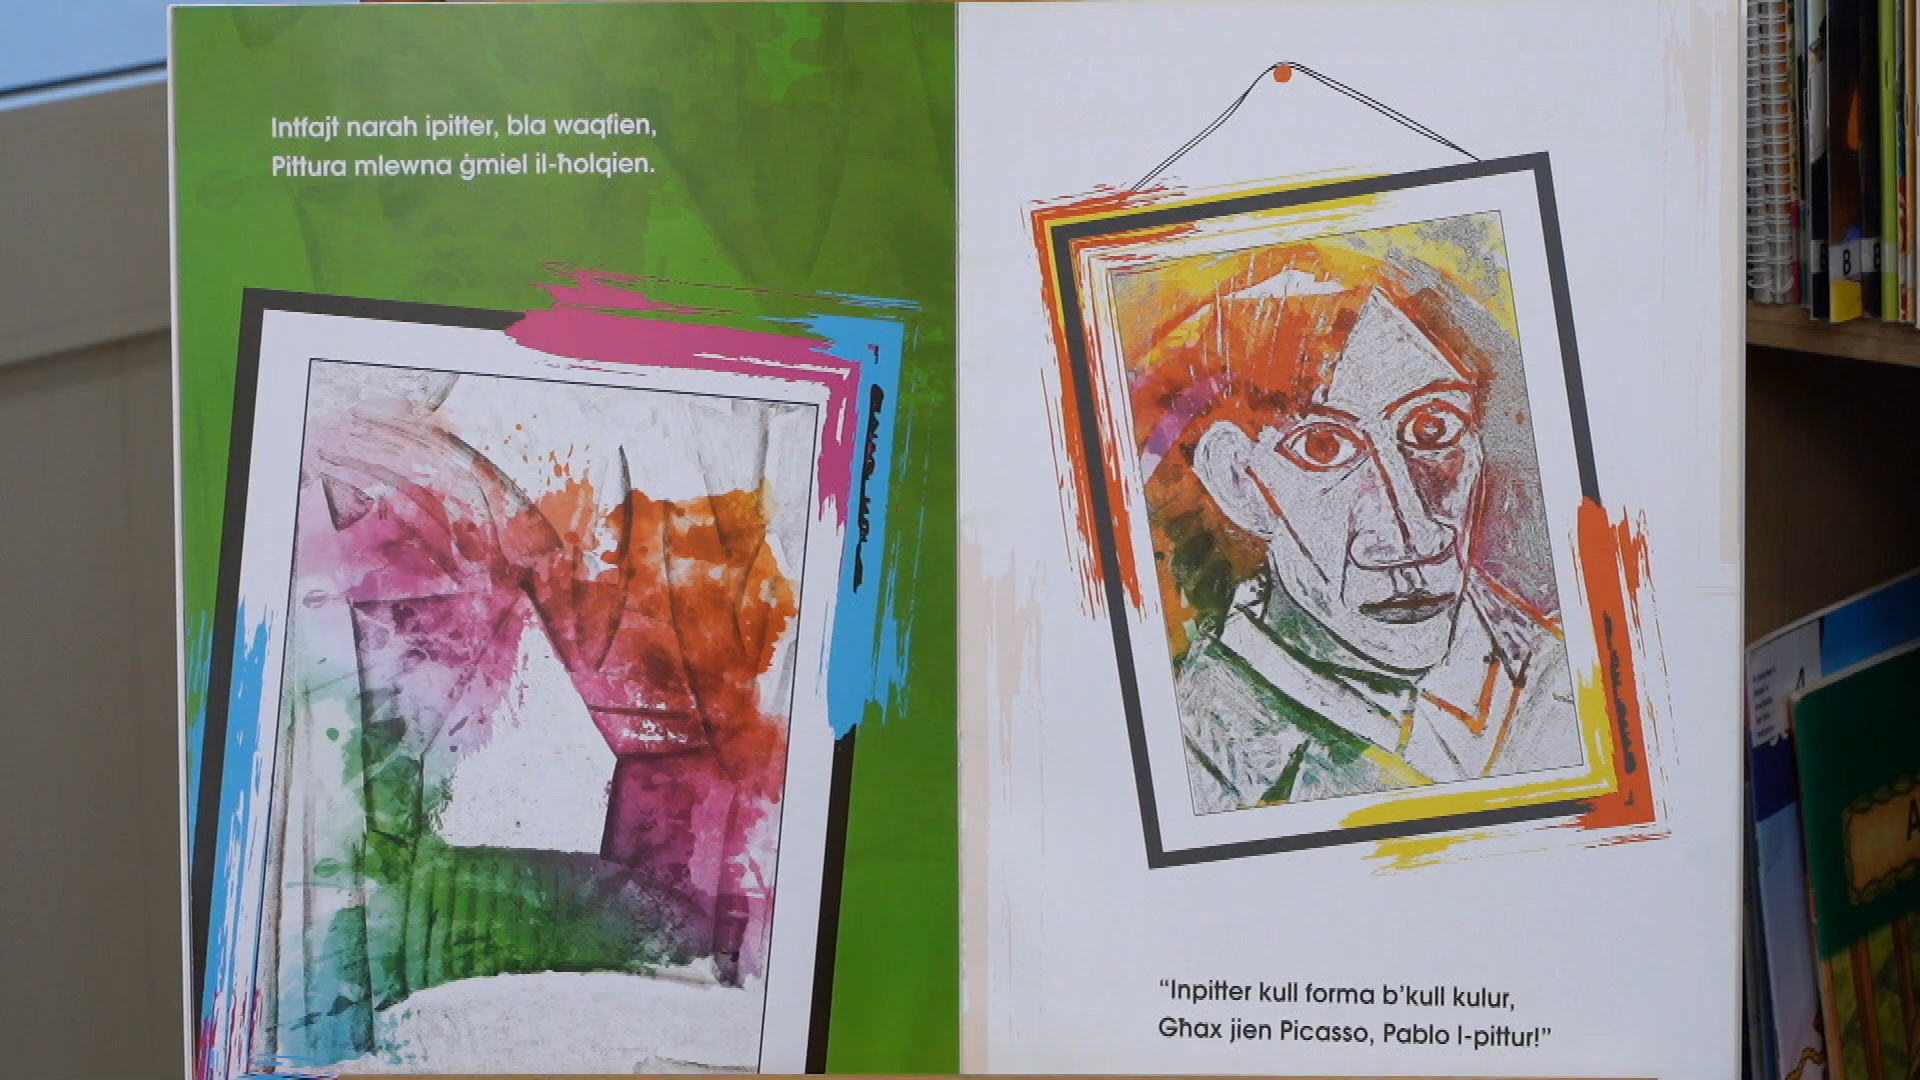 Intfajt narah ipitter, bla waqfien,
Pittura mlewna ġmiel il-ħolqien.
“Inpitter kull forma b’kull kulur,
Għax jien Picasso, Pablo l-pittur!”
B